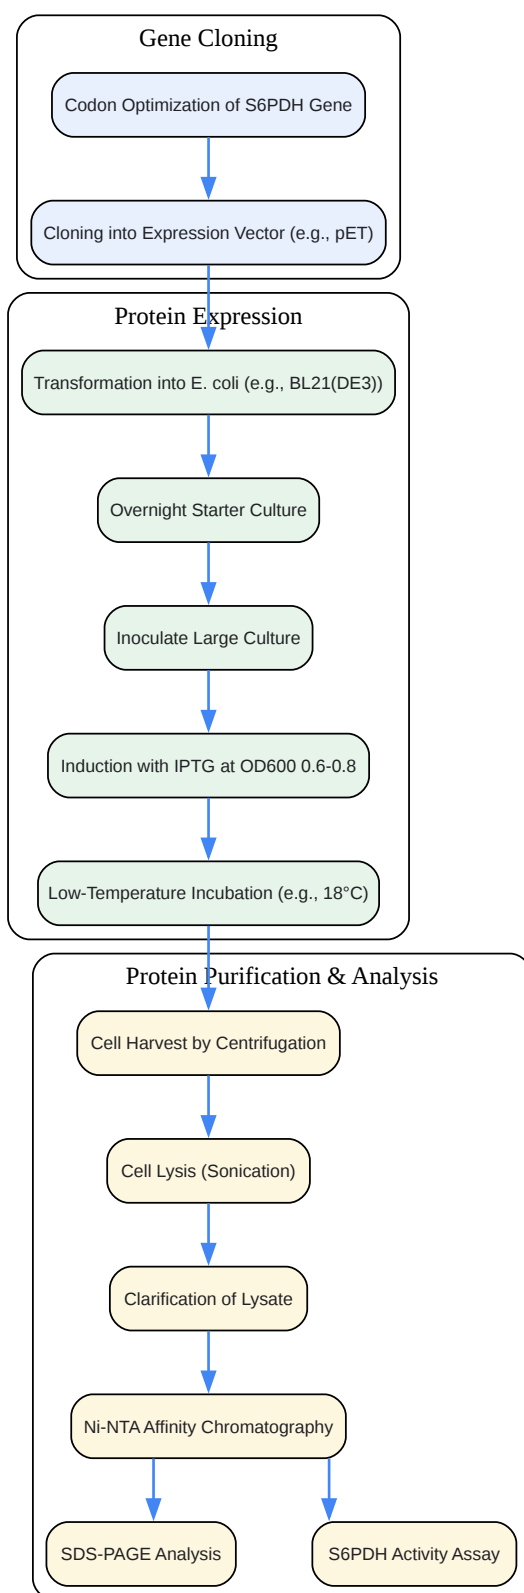 Gene Cloning
Codon Optimization of S6PDH Gene
Cloning into Expression Vector (e.g., pET)
Protein Expression
Transformation into E. coli (e.g., BL21(DE3))
Overnight Starter Culture
Inoculate Large Culture
Induction with IPTG at OD600 0.6-0.8
Low-Temperature Incubation (e.g., 18°C)
Protein Purification & Analysis
Cell Harvest by Centrifugation
Cell Lysis (Sonication)
Clarification of Lysate
Ni-NTA Affinity Chromatography
SDS-PAGE Analysis
S6PDH Activity Assay